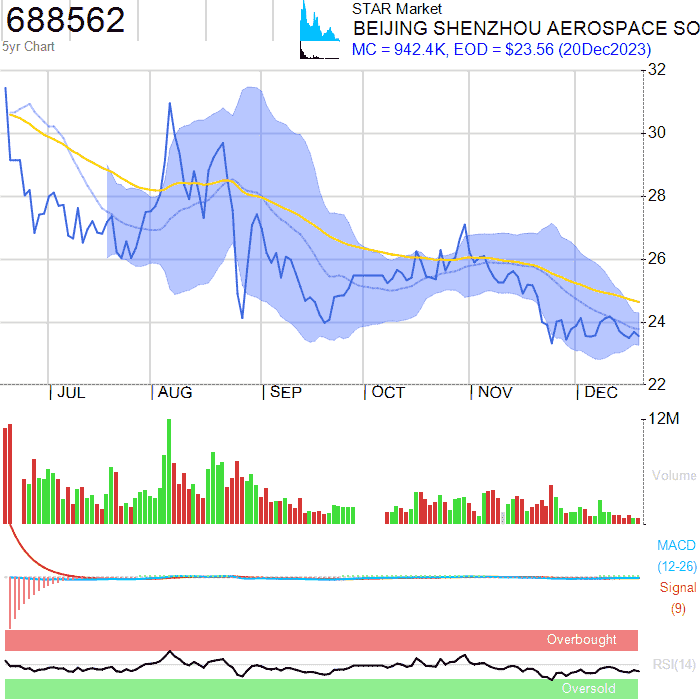 688562
5yr Chart
STAR Market
BEIJING SHENZHOU AEROSPACE SO
MC = 942.4K, EOD = $23.56 (20Dec2023)
32
30
28
26
24
22
JUL
AUG
SEP
OCT
NOV
DEC
12M
Volume
MACD
(12-26)
Signal
(9)
Overbought
RSI(14)
Oversold